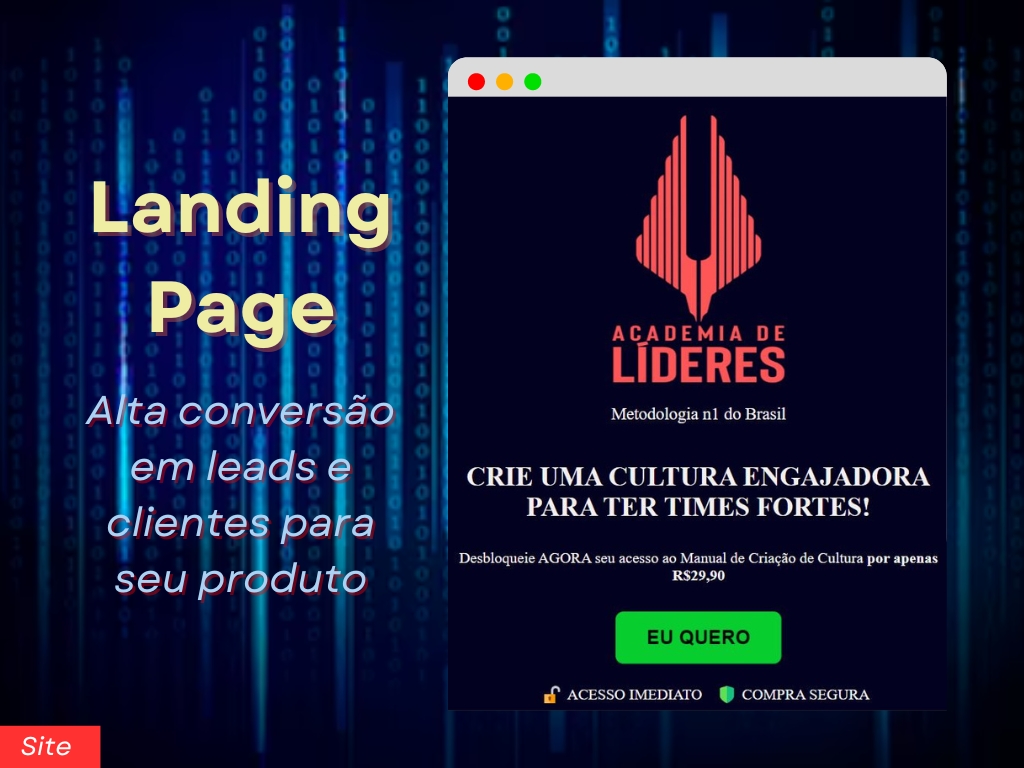 Landing
Page
Alta conversão
em leads e
clientes para
seu produto
Site
ACADEMIA DE
LÍDERES
Metodologia n1 do Brasil
CRIE UMA CULTURA ENGAJADORA
PARA TER TIMES FORTES!
Desbloqueie AGORA seu acesso ao Manual de Criação de Cultura por apenas
R$29,90
EU QUERO
ACESSO IMEDIATO COMPRA SEGURA